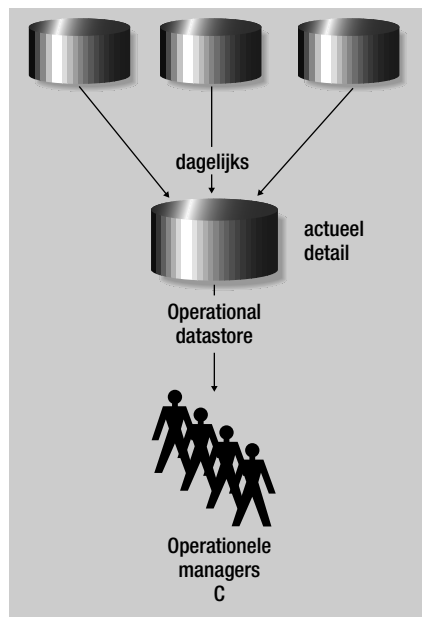 dagelijks
actueel
detail
Operational
datastore
Operationele
managers
C